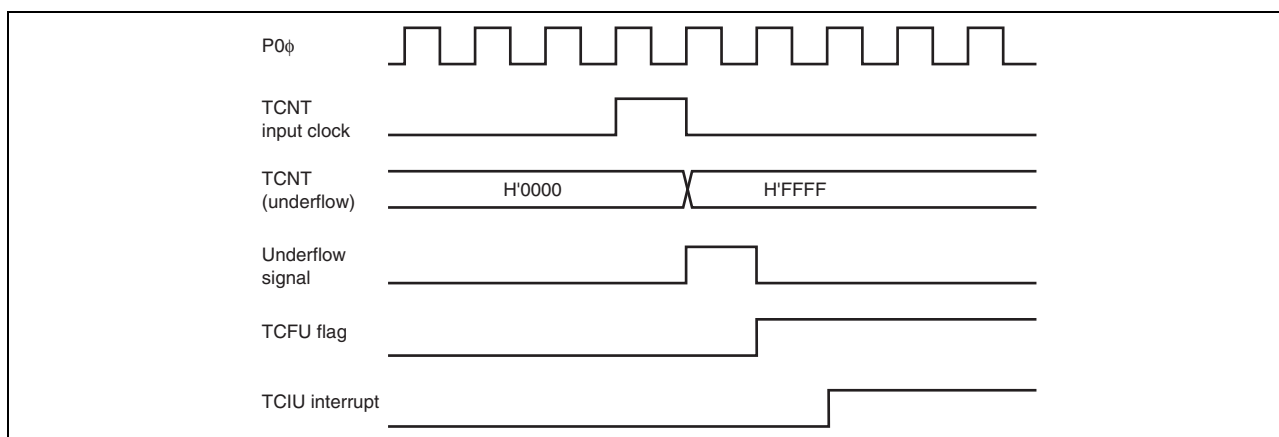 P0ϕ
TCNT
input clock
TCNT
(underflow)
H'0000
H'FFFF
Underflow
signal
TCFU flag
TCIU interrupt